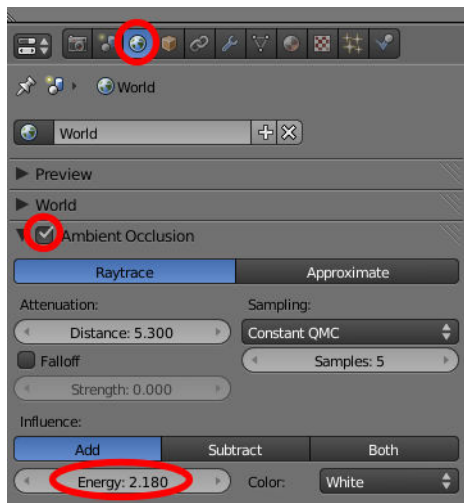 World
World
Preview
World
Ambient Occlusion
Raytrace Approximate
Attenuation: Sampling:
Distance: 5.300 Constant QMC
Falloff Samples: 5
Strength: 0.000
Influence:
Add Subtract Both
Energy: 2.180 Color: White